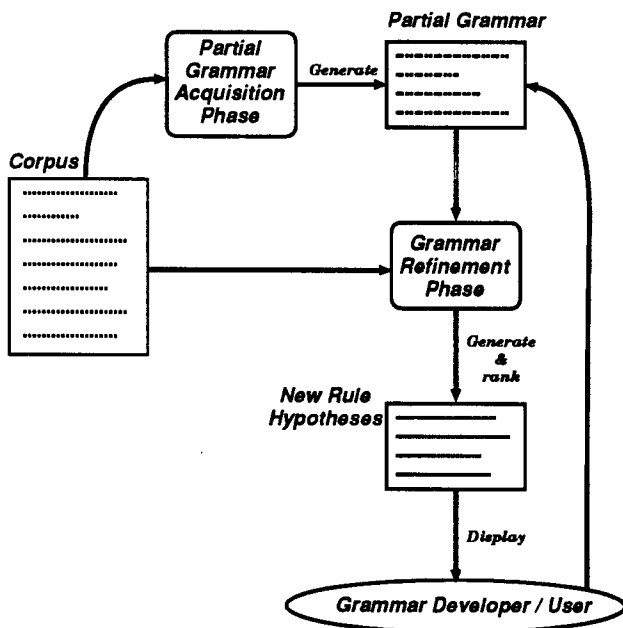 Partial Grammar
Partial
Grammar
Acquisition
Phase
Generate
Corpus
Grammar
Refinement
Phase
Generate
&
rank
New Rule
Hypotheses
Display
Grammar Developer / User